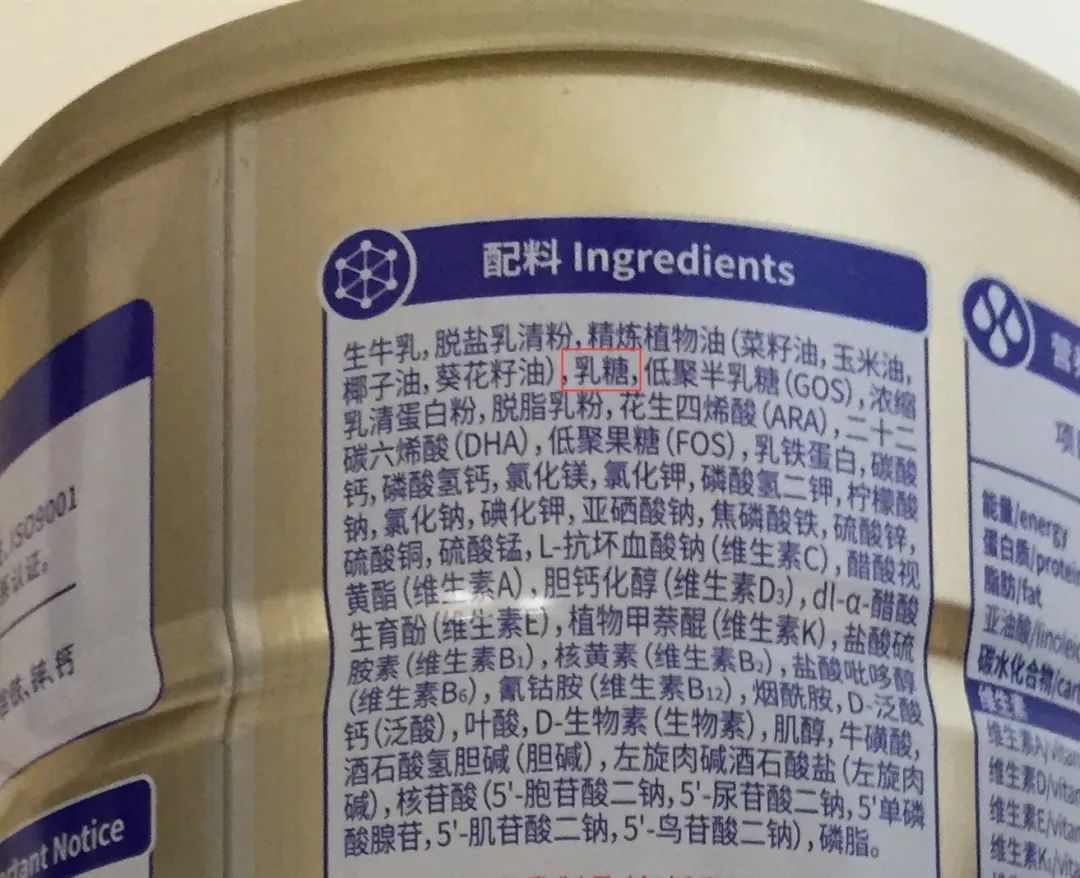 配料 Ingredients
生牛乳,脱盐乳清粉,精炼植物油(菜籽油,玉米油,
椰子油,葵花籽油),乳糖,低聚半乳糖(GOS),浓缩
乳清蛋白粉,脱脂乳粉,花生四烯酸(ARA),二十二
碳六烯酸(DHA),低聚果糖(FOS),乳铁蛋白,碳酸
钙,磷酸氢钙,氯化镁,氯化钾,磷酸氢二钾,柠檬酸
钠,氯化钠,碘化钾,亚硒酸钠,焦磷酸铁,硫酸锌,
硫酸铜,硫酸锰,L-抗坏血酸钠(维生素C),醋酸视
黄酯(维生素A),胆钙化醇(维生素D₃),dl-α-醋酸
生育酚(维生素E),植物甲萘醌(维生素K),盐酸硫
胺素(维生素B₁),核黄素(维生素B₂),盐酸吡哆醇
(维生素B₆),氰钴胺(维生素B₁₂),烟酰胺,D-泛酸
钙(泛酸),叶酸,D-生物素(生物素),肌醇,牛磺酸,
酒石酸氢胆碱(胆碱),左旋肉碱酒石酸盐(左旋肉
碱),核苷酸(5'-胞苷酸二钠,5'-尿苷酸二钠,5'单磷
酸腺苷,5'-肌苷酸二钠,5'-鸟苷酸二钠),磷脂。
ISO9001
认证。
锌、钙
rtant Notice
营
项
能量/energy
蛋白质/protein
脂肪/fat
亚油酸/linoleic
碳水化合物/car
维生素
维生素A/vitam
维生素D/vitam
维生素E/vitam
维生素K₁/vitam